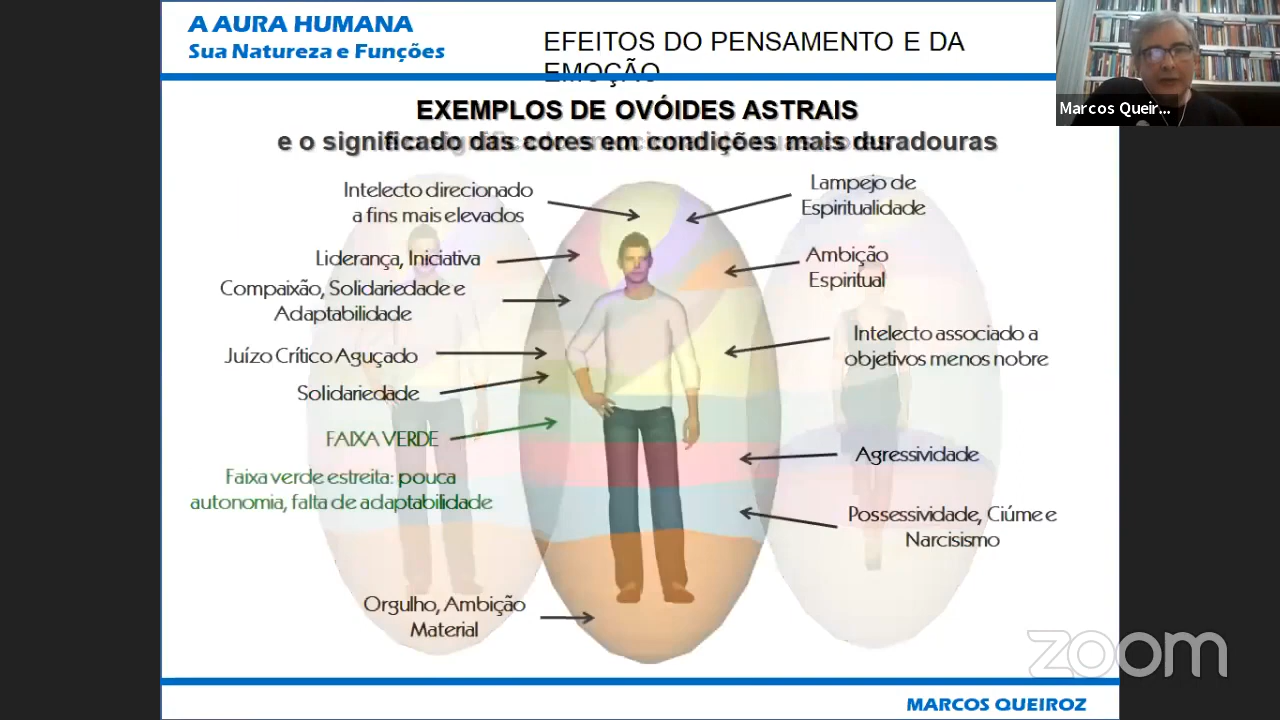 A AURA HUMANA
Sua Natureza e Funções
EFEITOS DO PENSAMENTO E DA
EMOÇÃO
Marcos Queir...
EXEMPLOS DE OVÓIDES ASTRAIS
e o significado das cores em condições mais duradouras
Intelecto direcionado
a fins mais elevados
Lampejo de
Espiritualidade
Liderança, Iniciativa
Ambição
Espiritual
Compaixão, Solidariedade e
Adaptabilidade
Juízo Crítico Aguçado
Intelecto associado a
objetivos menos nobre
Solidariedade
FAIXA VERDE
Agressividade
Faixa verde estreita: pouca
autonomia, falta de adaptabilidade
Possessividade, Ciúme e
Narcisismo
Orgulho, Ambição
Material
zoom
MARCOS QUEIROZ